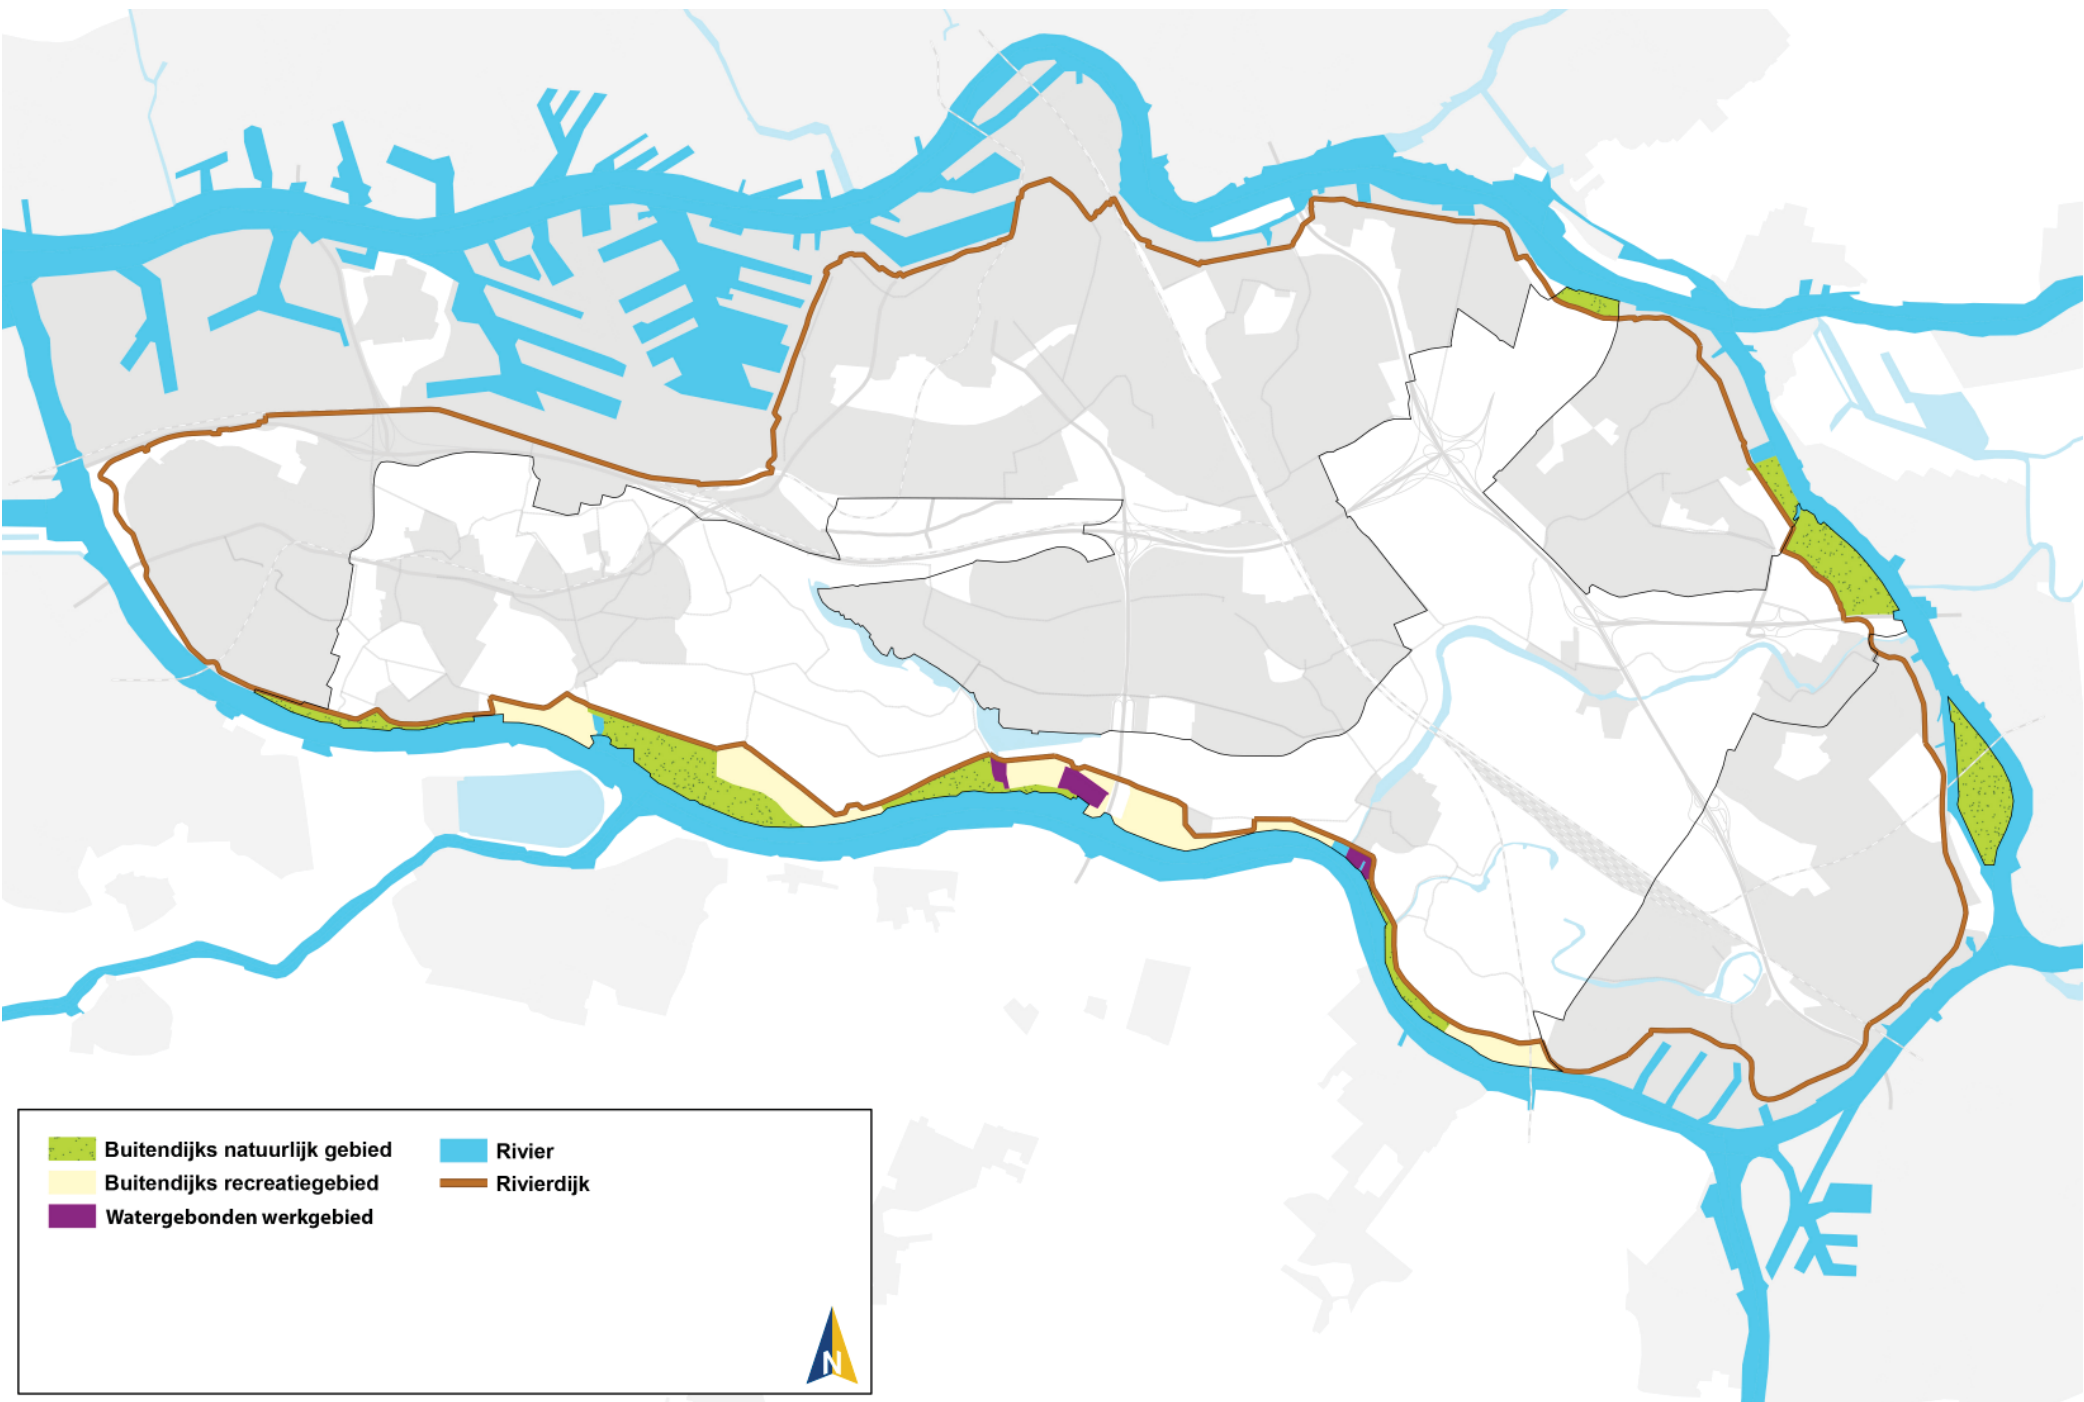 Buitendijks natuurlijk gebied
Buitendijks recreatiegebied
Watergebonden werkgebied
Rivier
Rivierdijk
N